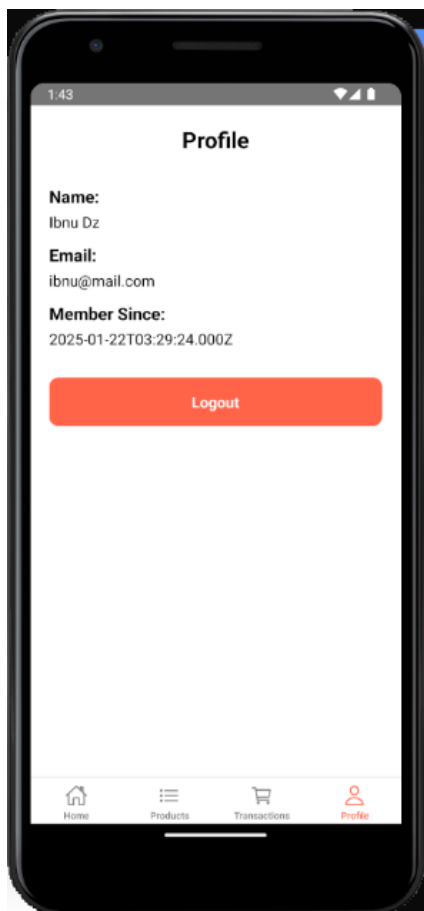 1:43
Profile
Name:
Ibnu Dz
Email:
ibnu@mail.com
Member Since:
2025-01-22T03:29:24.000Z
Logout
Home Products Transactions Profile